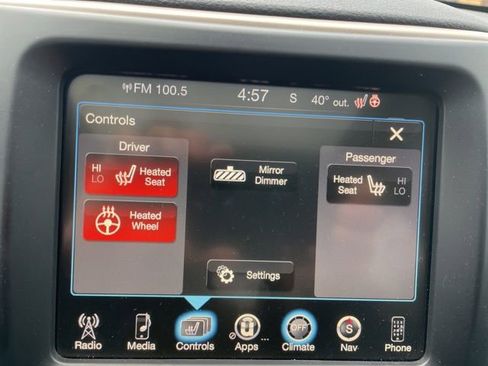 FM 100.5 4:57 S 40° out.
Controls
Driver
HI
LO
Heated
Seat
Heated
Wheel
Mirror
Dimmer
Settings
Passenger
Heated
Seat
HI
LO
Radio
Media
Controls
Apps
...
OFF
Climate
S
Nav
Phone